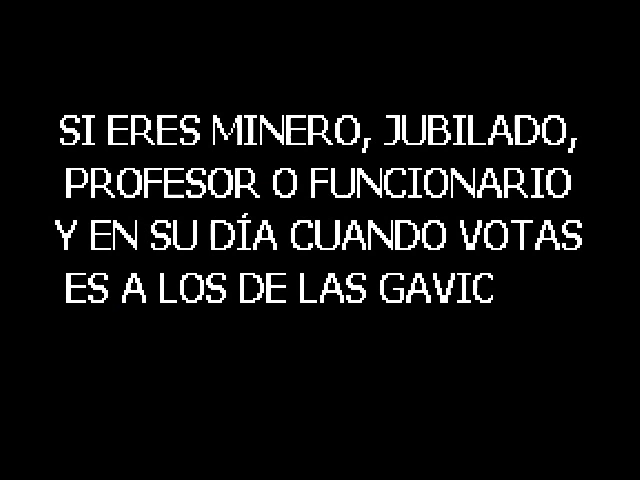 SI ERES MINERO, JUBILADO,
PROFESOR O FUNCIONARIO
Y EN SU DÍA CUANDO VOTAS
ES A LOS DE LAS GAVIC